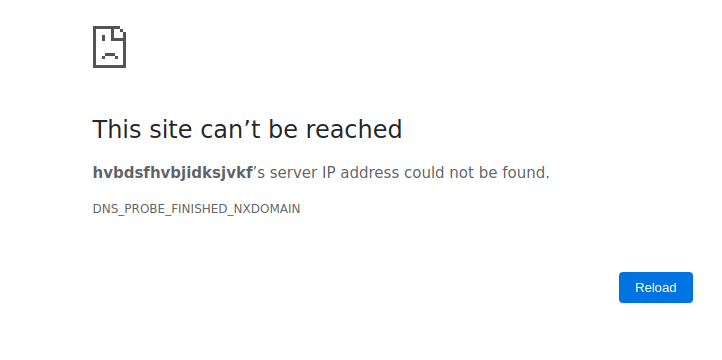 This site can’t be reached
hvbdsfhvbjidksjvkf’s server IP address could not be found.
DNS_PROBE_FINISHED_NXDOMAIN
Reload